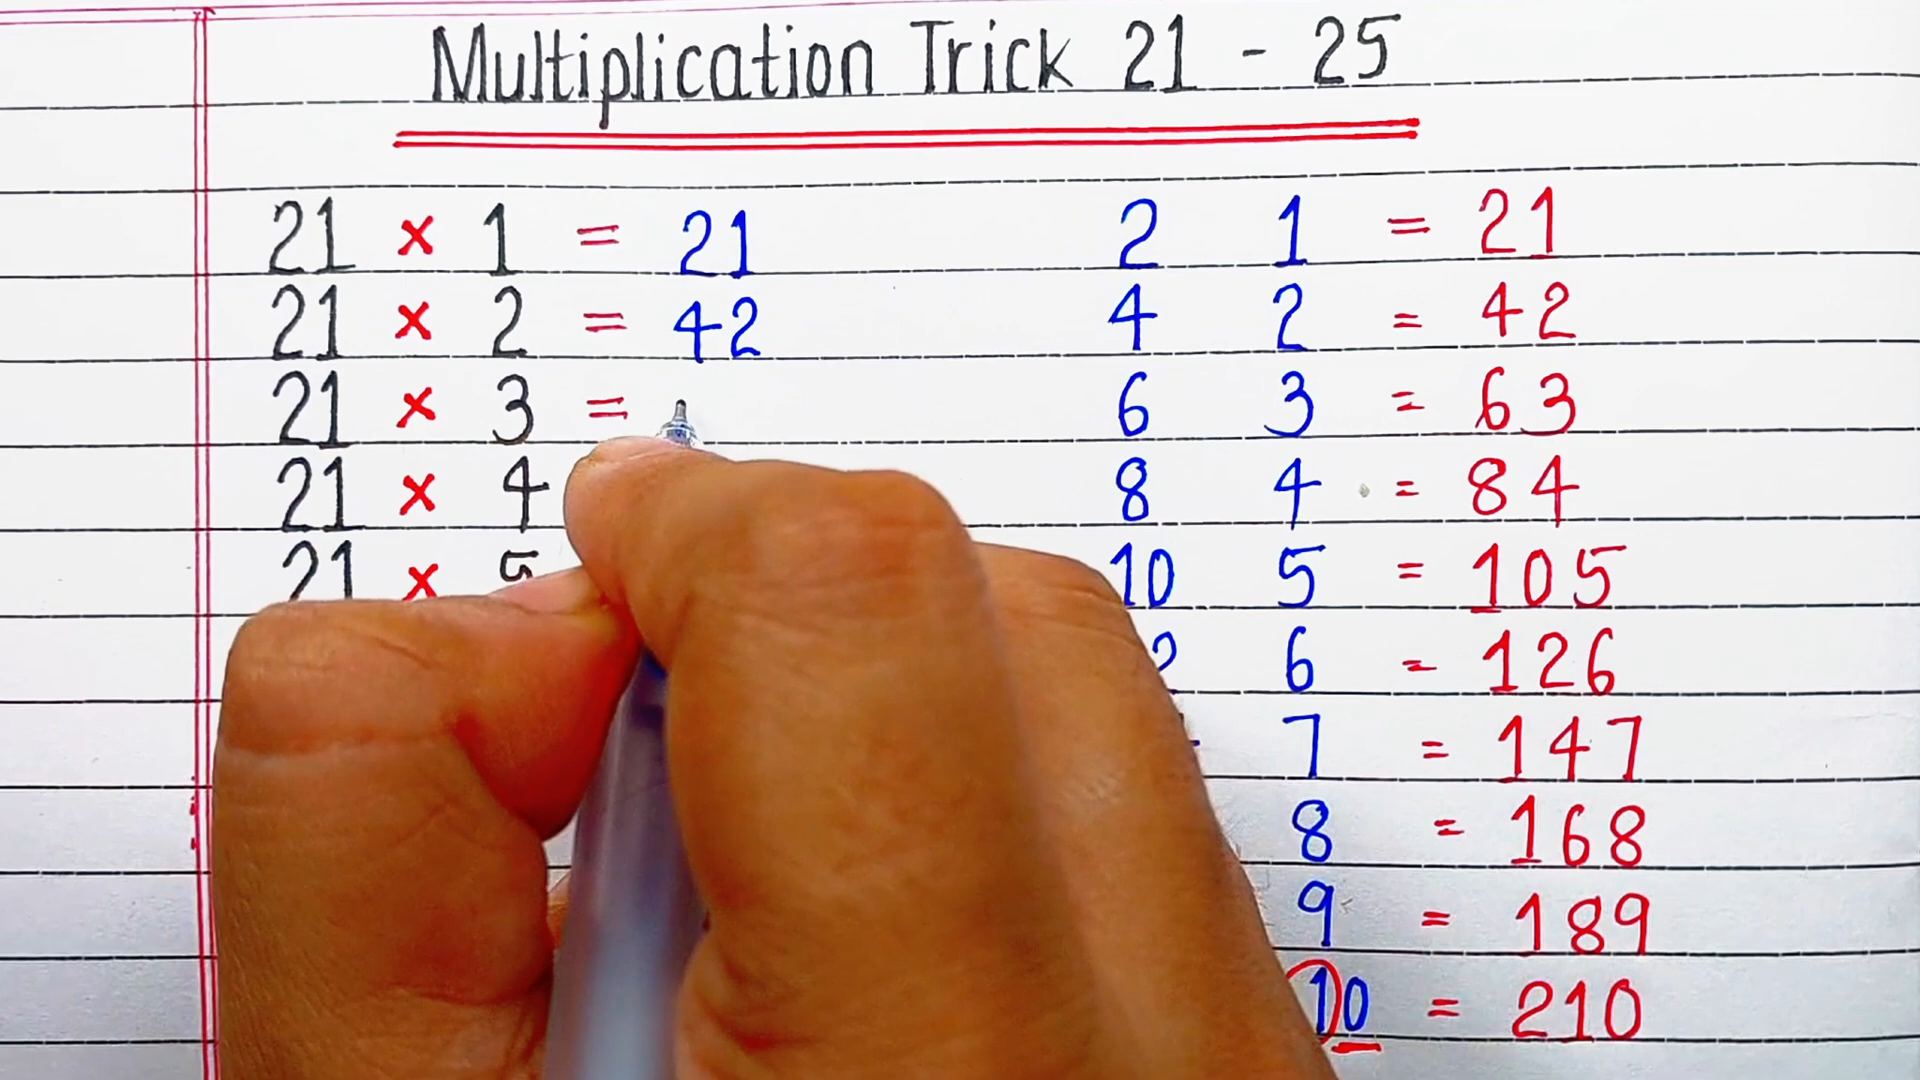 Multiplication Trick 21 - 25
21 × 1 = 21 2 1 = 21
21 × 2 = 42 4 2 = 42
21 × 3 = 6 3 = 63
21 × 4 8 4 = 84
21 × 5 10 5 = 105
6 = 126
7 = 147
8 = 168
9 = 189
10 = 210